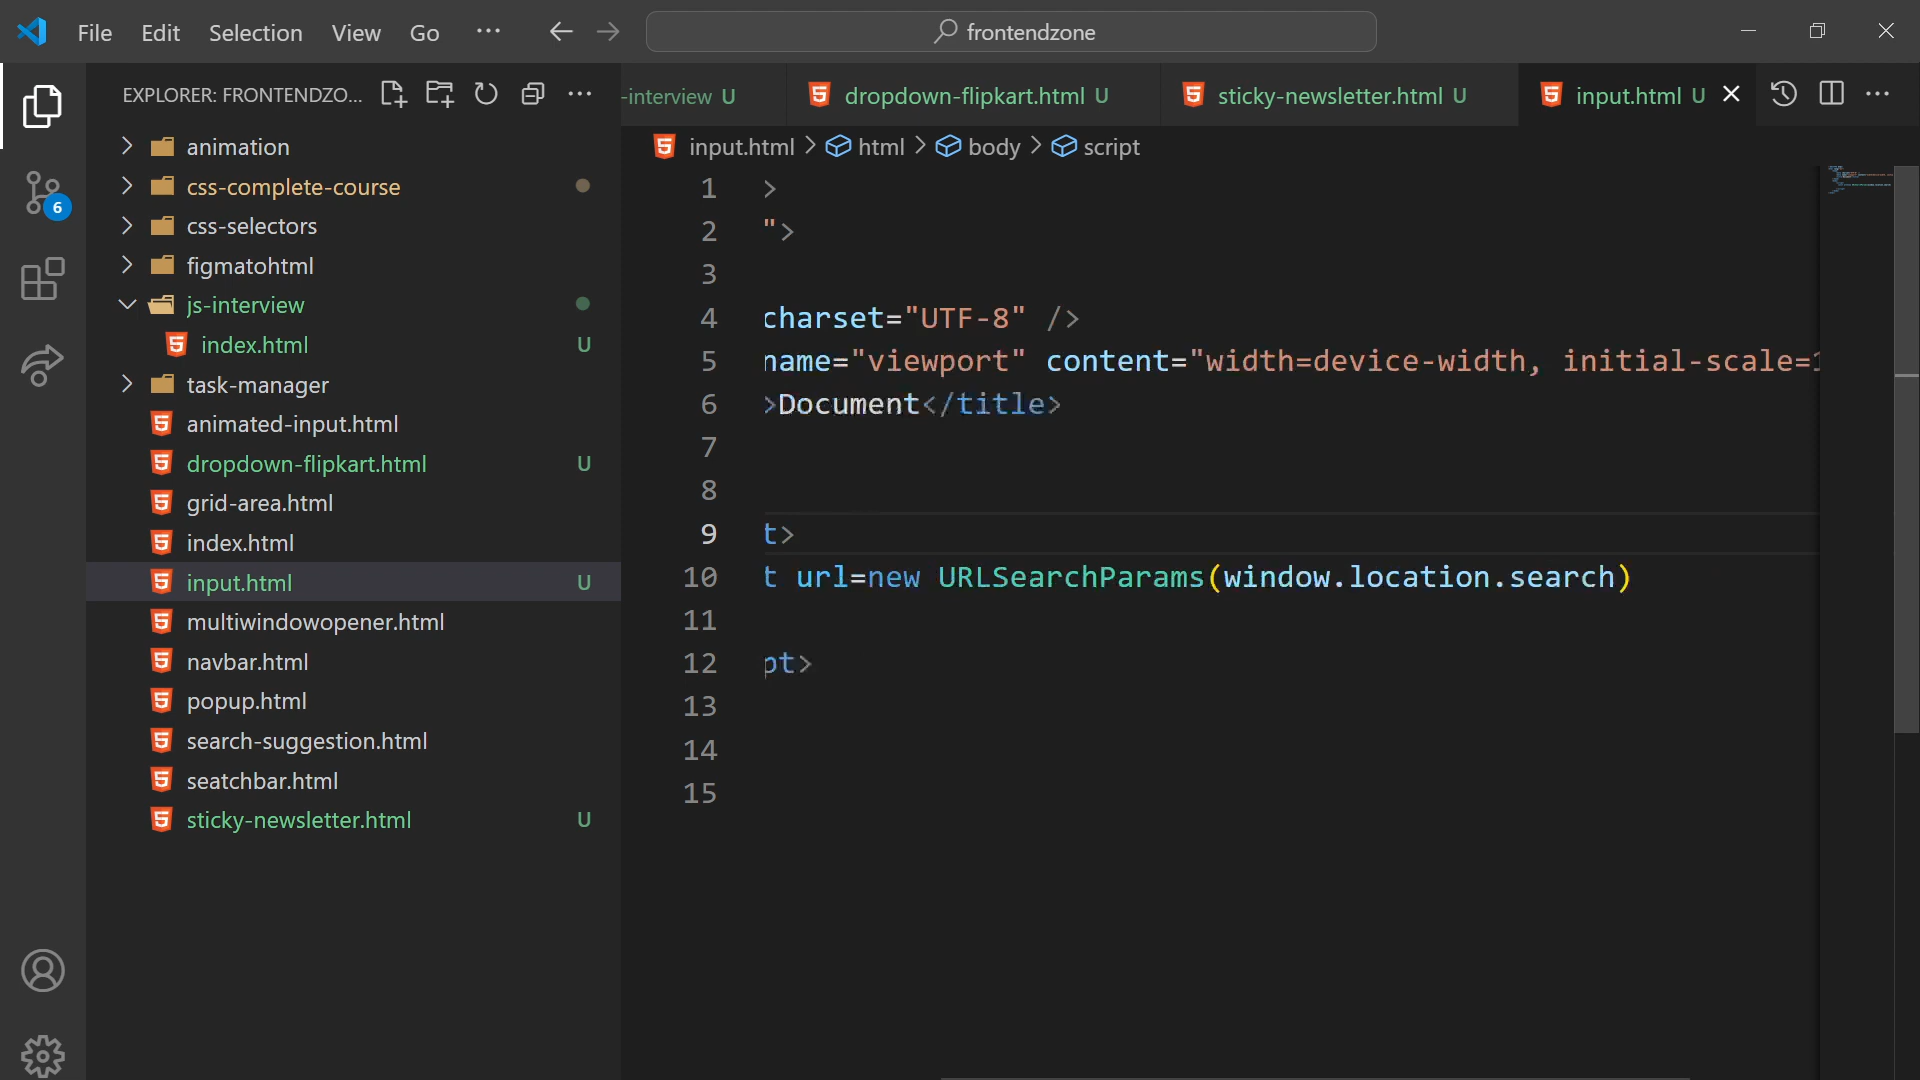 File Edit Selection View Go ··· frontendzone
EXPLORER: FRONTENDZO...
-interview U
dropdown-flipkart.html U
sticky-newsletter.html U
input.html U
input.html > html > body > script
6
animation
css-complete-course
css-selectors
figmatohtml
js-interview
index.html U
task-manager
animated-input.html
dropdown-flipkart.html U
grid-area.html
index.html
input.html U
multiwindowopener.html
navbar.html
popup.html
search-suggestion.html
seatchbar.html
sticky-newsletter.html U
1 >
2 ">
3
4 charset="UTF-8" />
5 name="viewport" content="width=device-width, initial-scale=1
6 >Document</title>
7
8
9 t>
10 t url=new URLSearchParams(window.location.search)
11
12 pt>
13
14
15